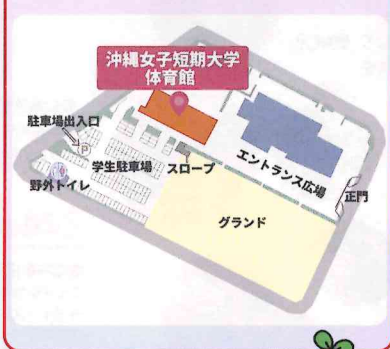 沖縄女子短期大学
体育館
駐車場出入口
P
学生駐車場
スロープ
エントランス広場
野外トイレ
正門
グランド